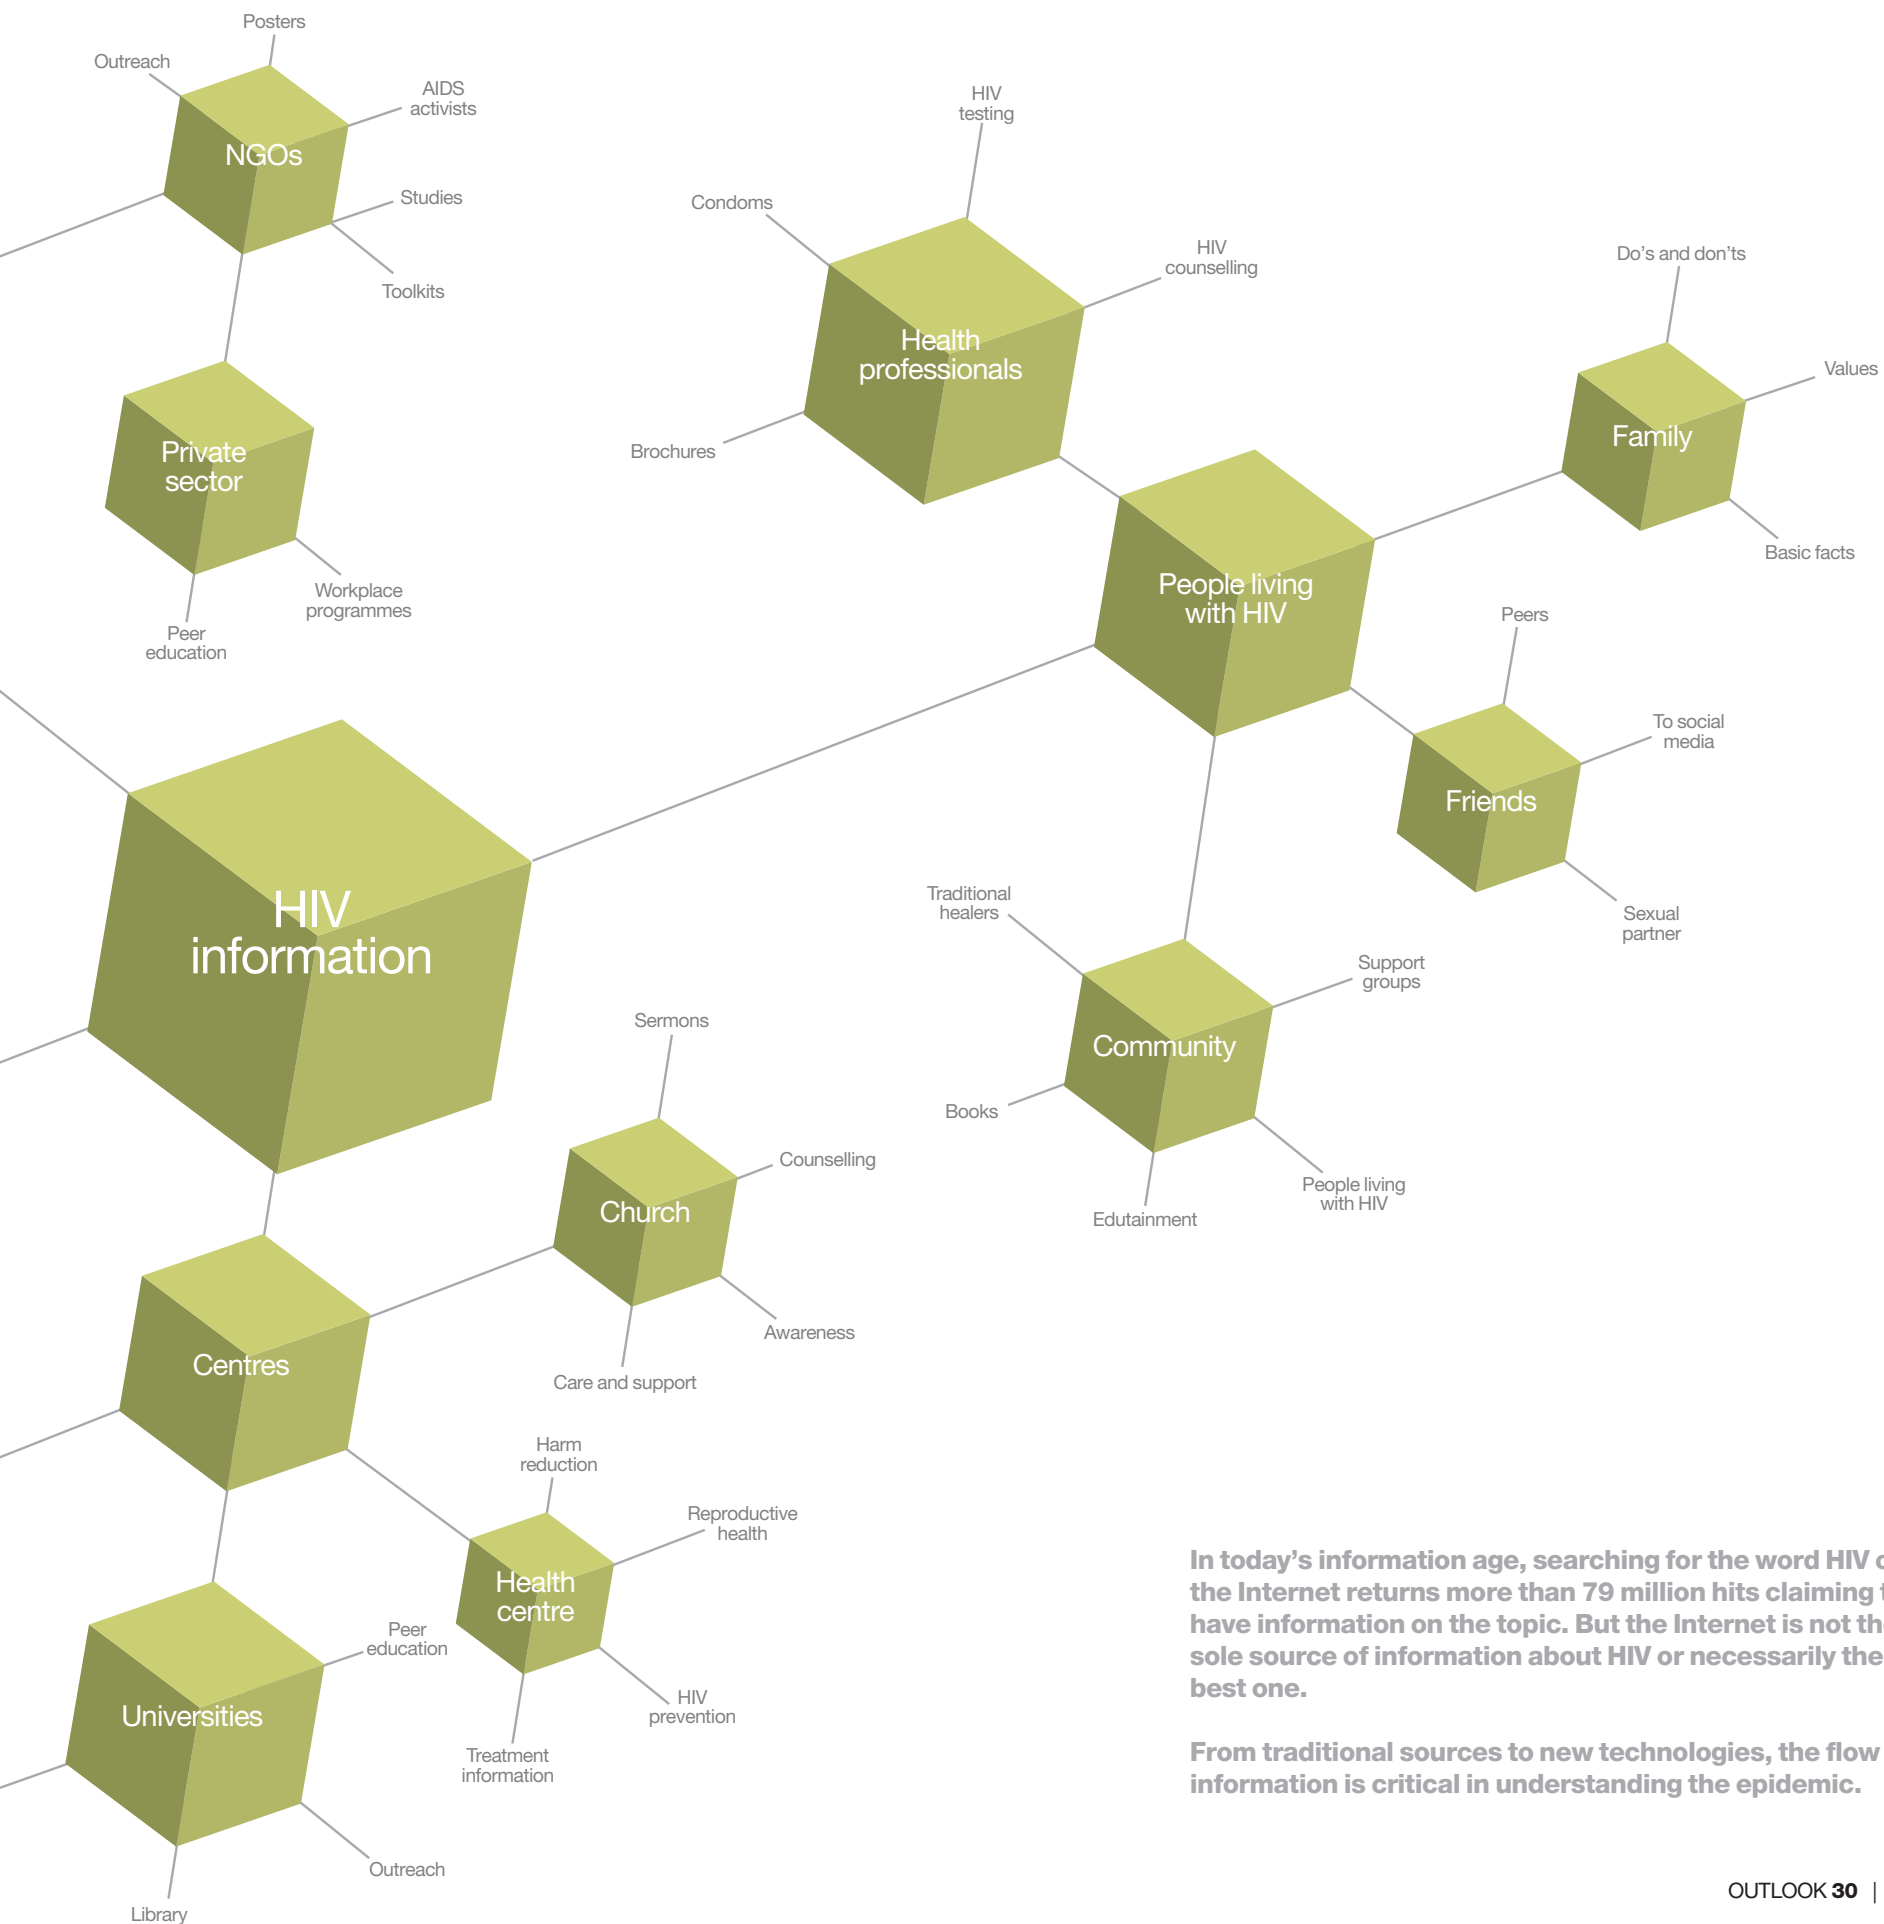 Posters
Outreach
AIDS
activists
NGOs
Studies
Toolkits
Private
sector
Workplace
programmes
Peer
education
HIV
testing
Condoms
HIV
counselling
Health
professionals
Brochures
Do's and don'ts
Values
Family
Basic facts
People living
with HIV
Peers
To social
media
Friends
Sexual
partner
HIV
information
Traditional
healers
Support
groups
Community
Books
People living
with HIV
Edutainment
Sermons
Counselling
Church
Awareness
Care and support
Centres
Harm
reduction
Reproductive
health
Health
centre
HIV
prevention
Treatment
information
Peer
education
Universities
Outreach
Library
In today's information age, searching for the word HIV
the Internet returns more than 79 million hits claiming
have information on the topic. But the Internet is not
sole source of information about HIV or necessarily the
best one.
From traditional sources to new technologies, the flow
information is critical in understanding the epidemic.
OUTLOOK 30 |